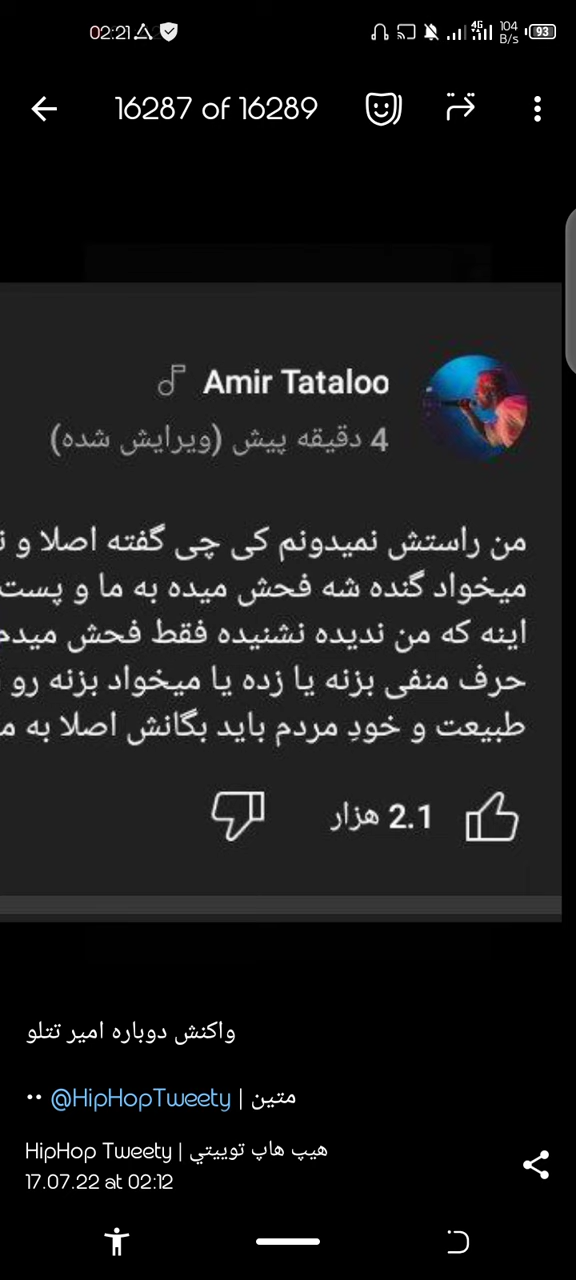 02:21
4G 104 B/s 93
16287 of 16289
Amir Tataloo
4 دقیقه پیش (ویرایش شده)
من راستش نمیدونم کی چی گفته اصلا و
میخواد گنده شه فحش میده به ما و پست
اینه که من ندیده نشنیده فقط فحش میدم
حرف منفی بزنه یا زده یا میخواد بزنه رو
طبیعت و خودِ مردم باید بگانش اصلا به
2.1 هزار
واکنش دوباره امیر تتلو
•• @HipHopTweety | متین
HipHop Tweety | هيپ هاپ توييتي
17.07.22 at 02:12